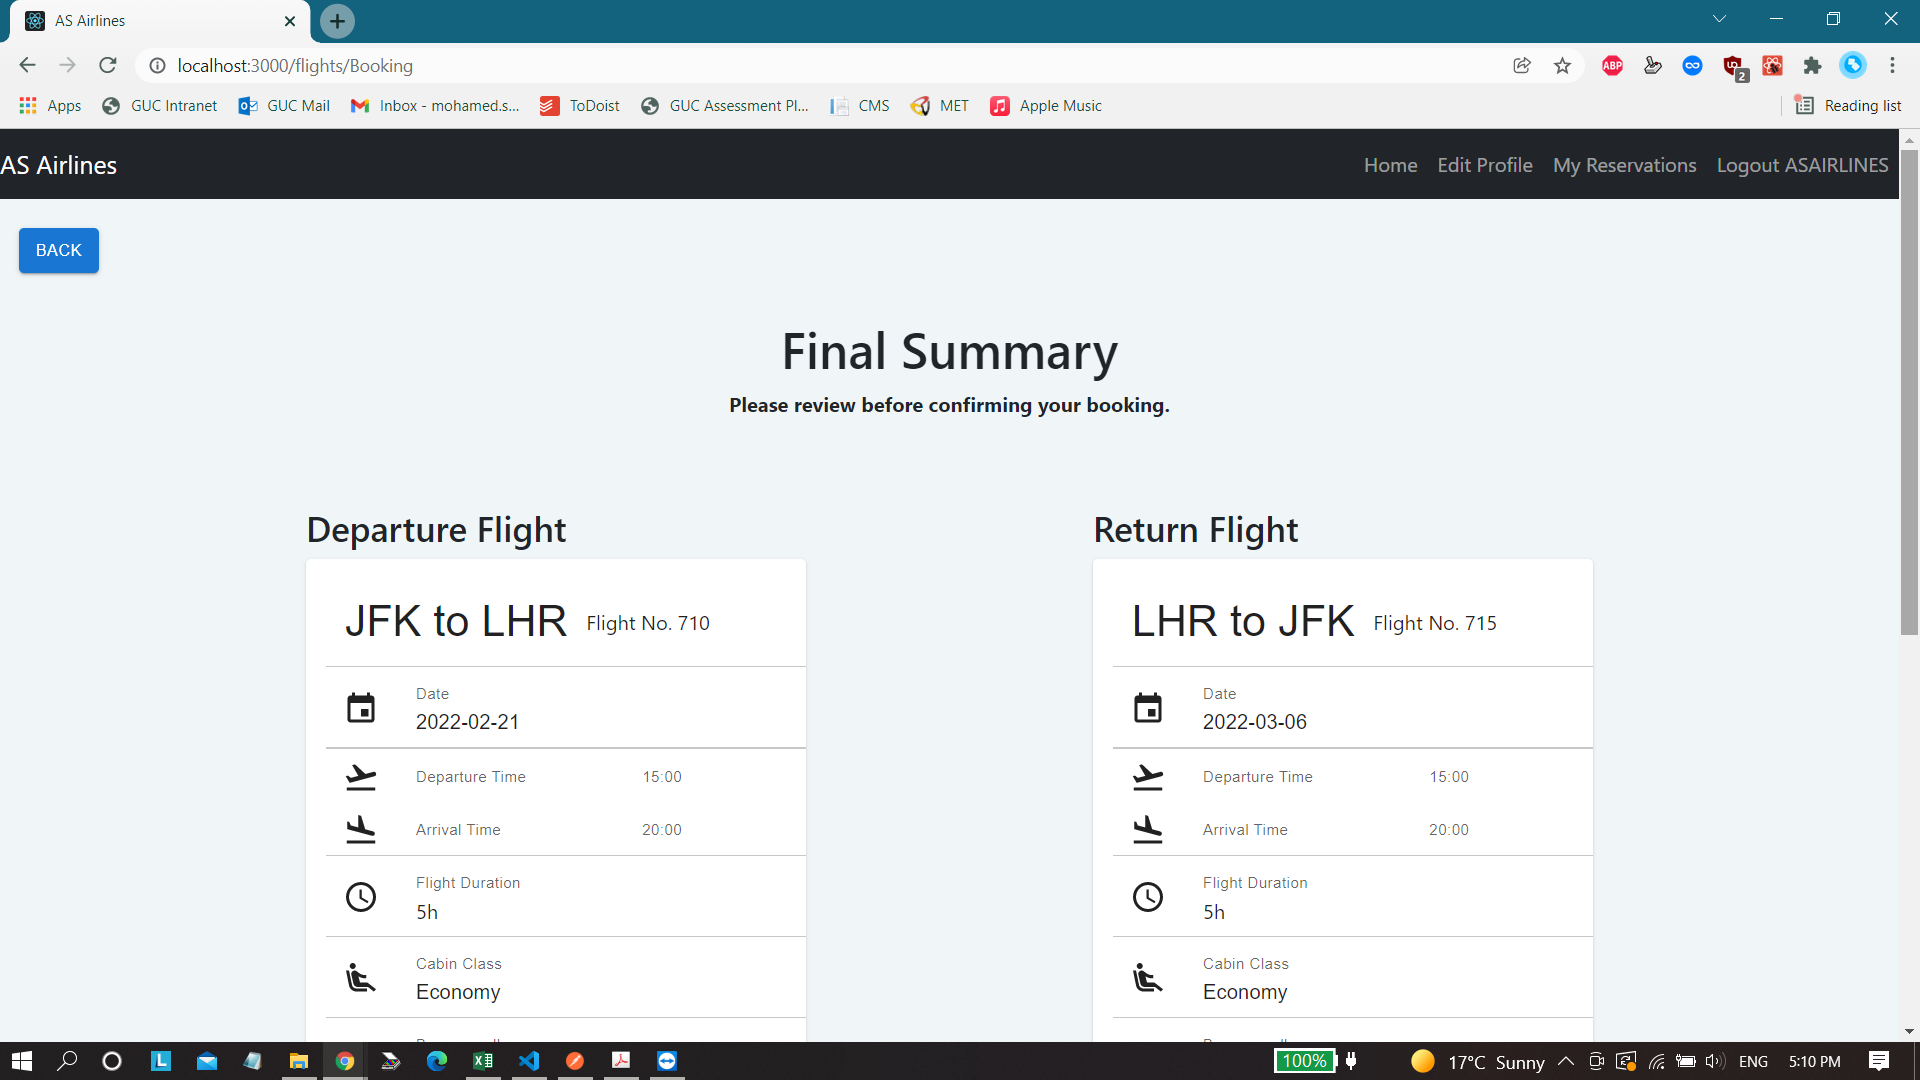 AS Airlines
localhost:3000/flights/Booking
ABP
2
Apps
GUC Intranet
GUC Mail
Inbox - mohamed.s...
ToDoist
GUC Assessment Pl...
CMS
MET
Apple Music
Reading list
AS Airlines
Home
Edit Profile
My Reservations
Logout ASAIRLINES
BACK
Final Summary
Please review before confirming your booking.
Departure Flight
JFK to LHR Flight No. 710
Date
2022-02-21
Departure Time 15:00
Arrival Time 20:00
Flight Duration
5h
Cabin Class
Economy
Return Flight
LHR to JFK Flight No. 715
Date
2022-03-06
Departure Time 15:00
Arrival Time 20:00
Flight Duration
5h
Cabin Class
Economy
L
100%
17°C Sunny
ENG
5:10 PM